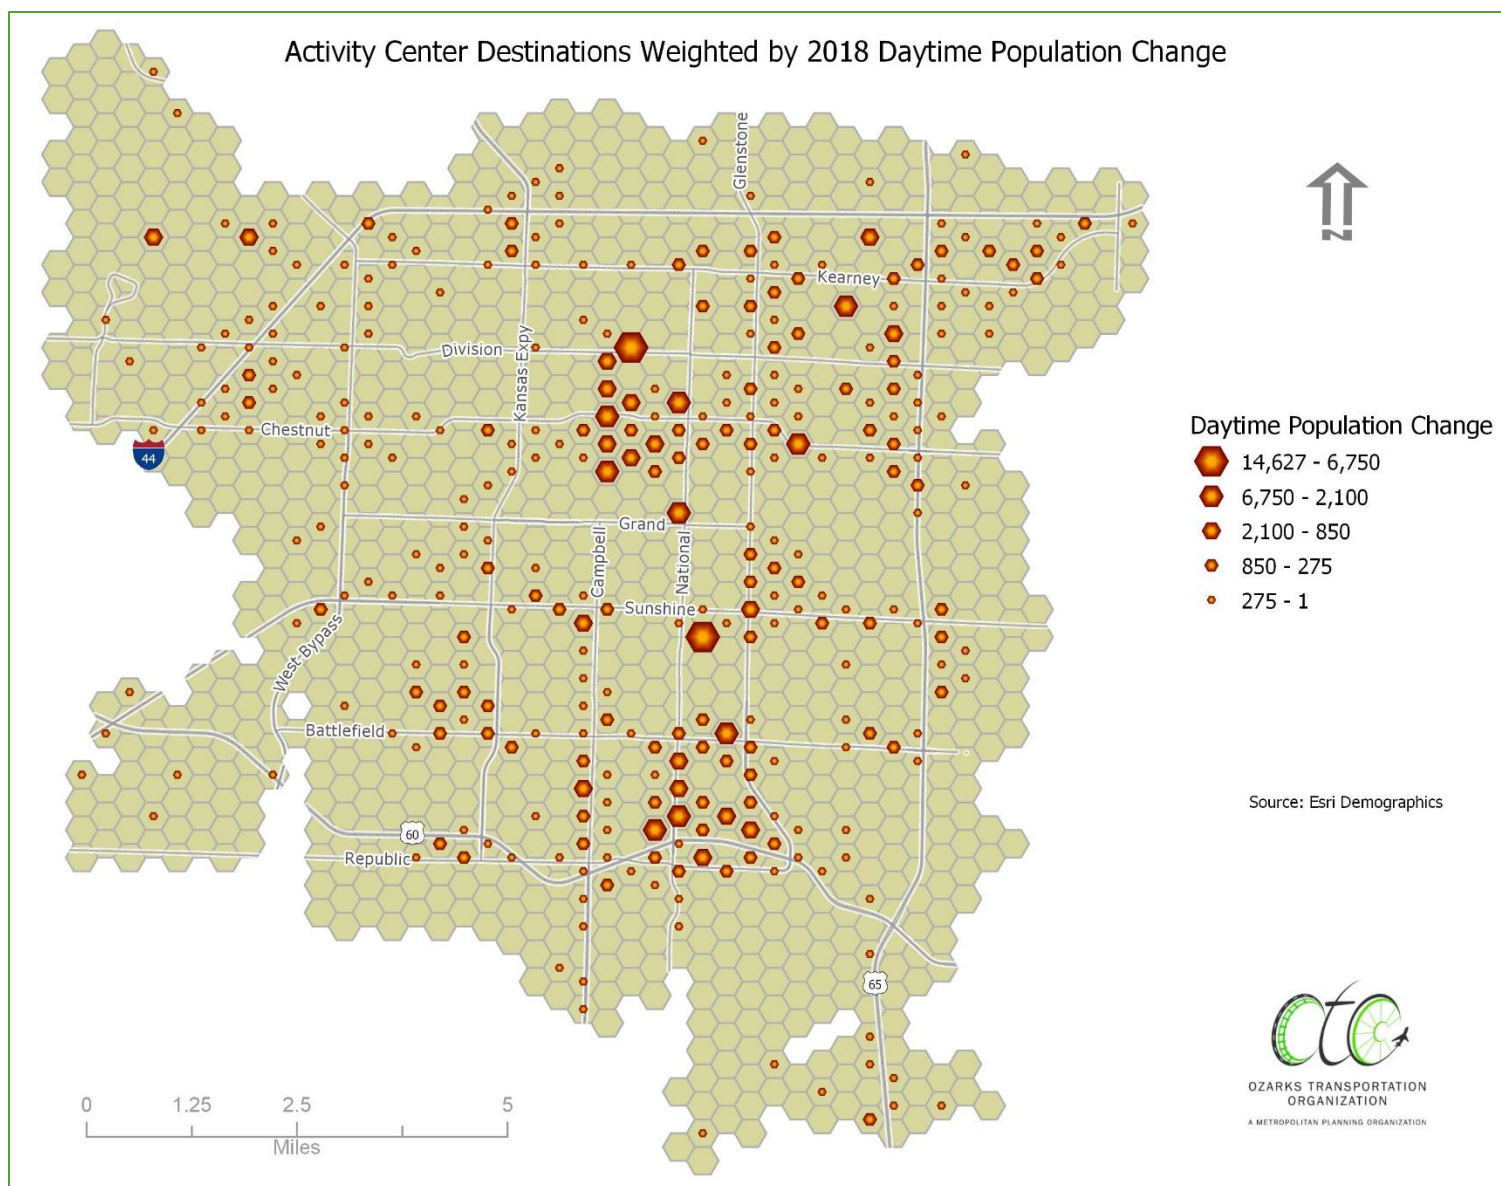 Activity Center Destinations Weighted by 2018 Daytime Population Change
Glenstone
N
Kearney
Kansas Expy
Division
Chestnut
44
Daytime Population Change
14,627 - 6,750
6,750 - 2,100
2,100 - 850
850 - 275
275 - 1
Grand
Campbell
National
Sunshine
West Bypass
Battlefield
Source: Esri Demographics
60
Republic
65
OZARKS TRANSPORTATION
ORGANIZATION
A METROPOLITAN PLANNING ORGANIZATION
0 1.25 2.5 5
Miles